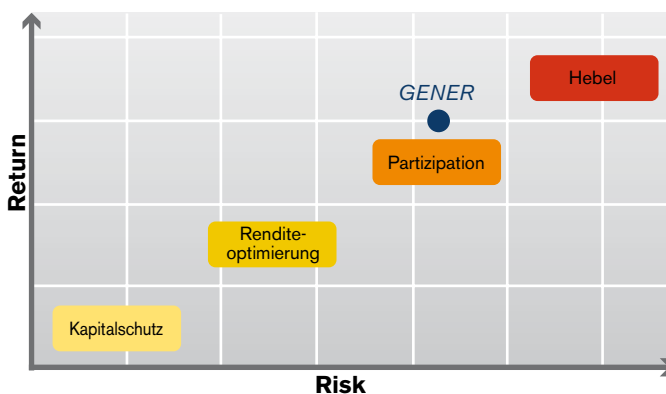 Hebel
GENER
Partizipation
Return
Rendite-
optimierung
Kapitalschutz
Risk